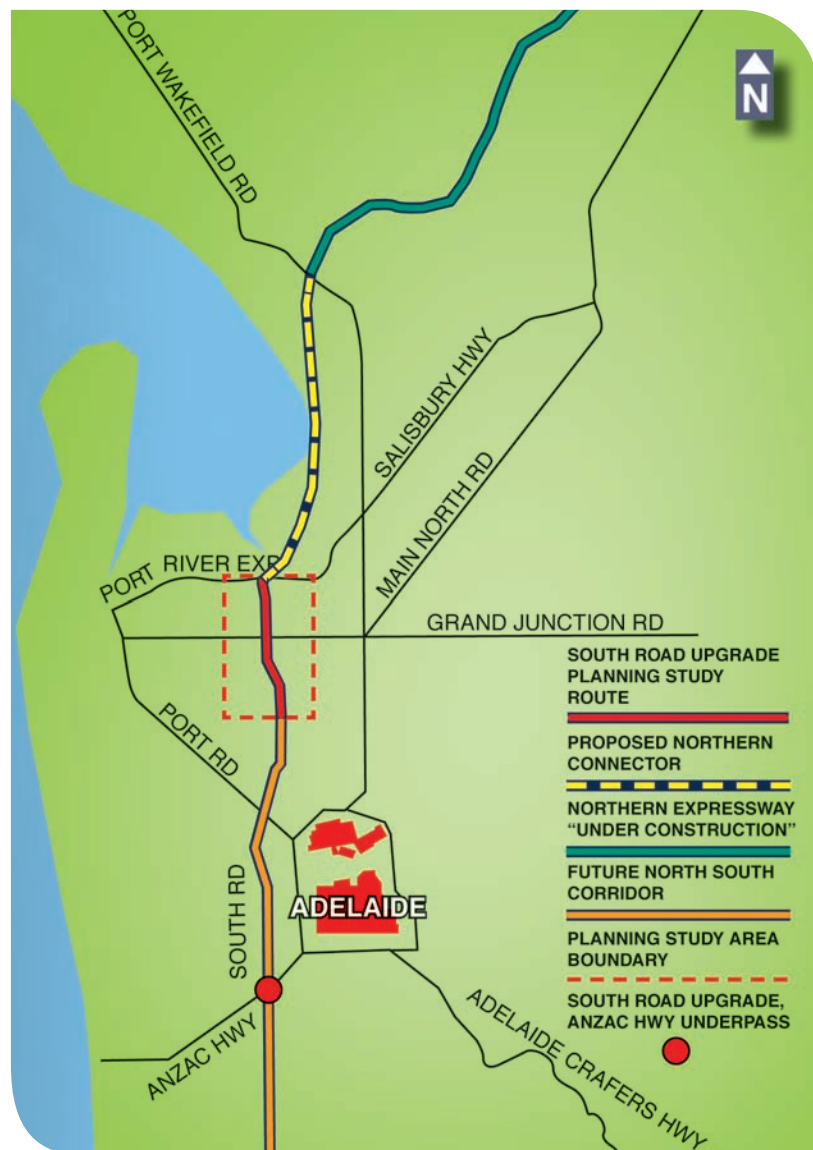 PORT WAKEFIELD RD
N
SALISBURY HWY
MAIN NORTH RD
PORT RIVER EXP
GRAND JUNCTION RD
PORT RD
SOUTH RD
ADELAIDE
ANZAC HWY
ADELAIDE CRAFERS HWY
SOUTH ROAD UPGRADE
PLANNING STUDY
ROUTE
PROPOSED NORTHERN
CONNECTOR
NORTHERN EXPRESSWAY
“UNDER CONSTRUCTION”
FUTURE NORTH SOUTH
CORRIDOR
PLANNING STUDY AREA
BOUNDARY
SOUTH ROAD UPGRADE,
ANZAC HWY UNDERPASS